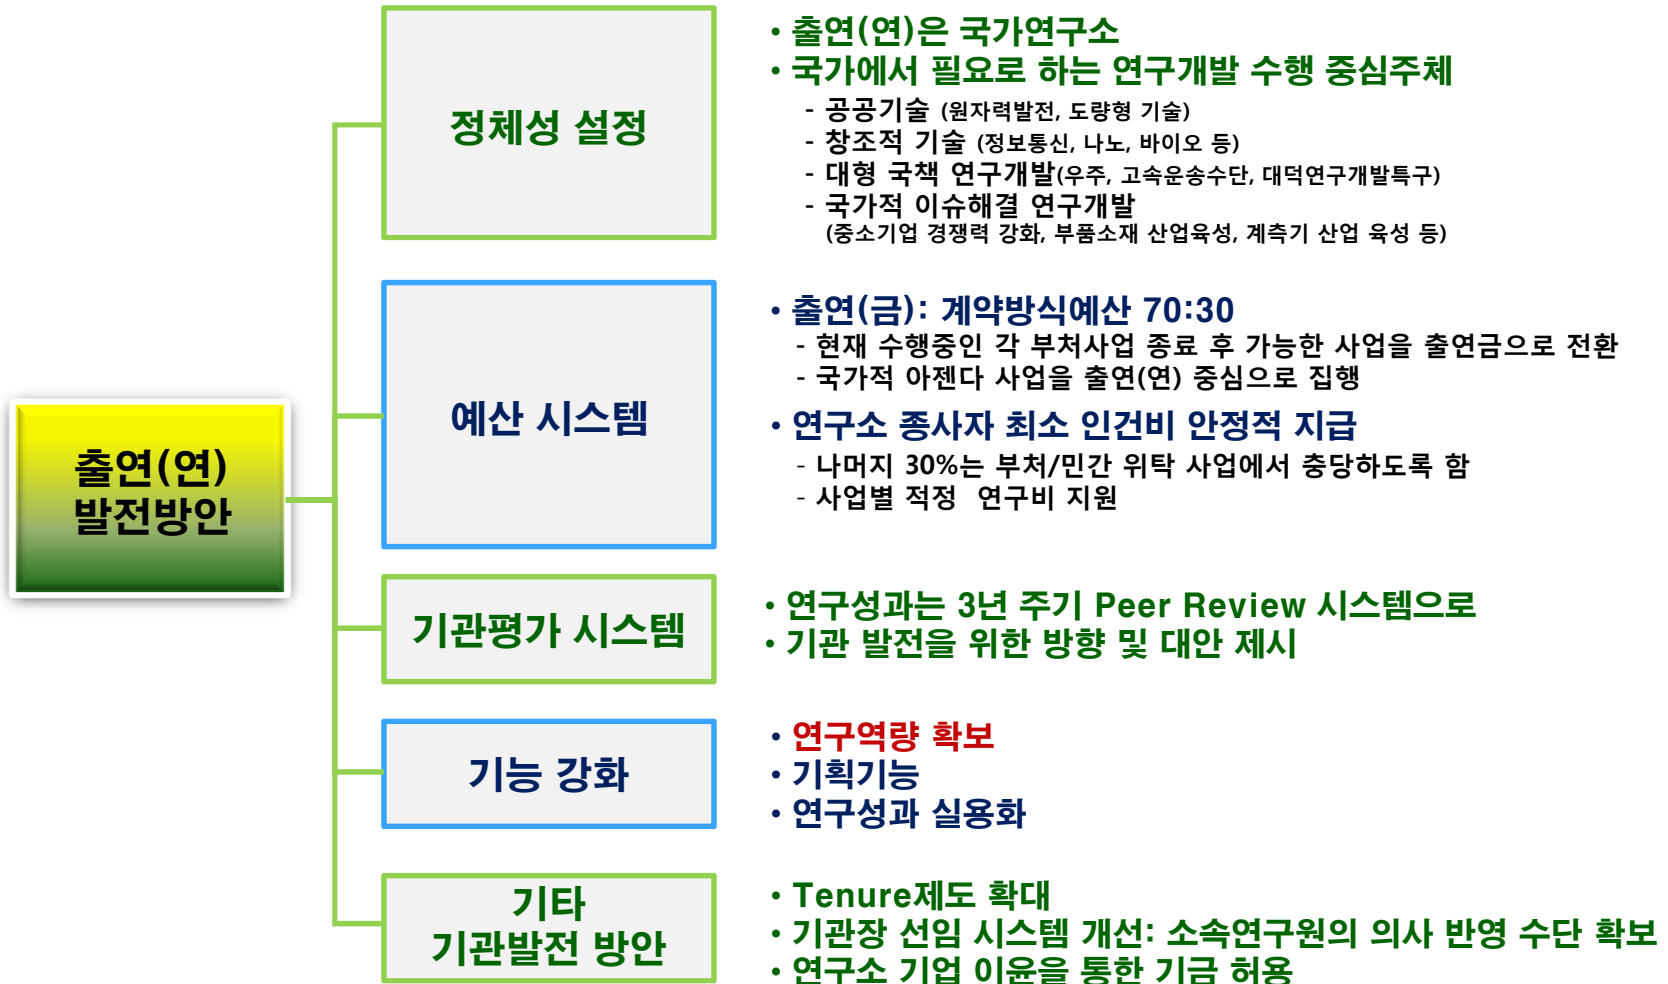 출연(연)
발전방안
정체성 설정
• 출연(연)은 국가연구소
• 국가에서 필요로 하는 연구개발 수행 중심주체
- 공공기술 (원자력발전, 도량형 기술)
- 창조적 기술 (정보통신, 나노, 바이오 등)
- 대형 국책 연구개발(우주, 고속운송수단, 대덕연구개발특구)
- 국가적 이슈해결 연구개발
(중소기업 경쟁력 강화, 부품소재 산업육성, 계측기 산업 육성 등)
예산 시스템
• 출연(금): 계약방식예산 70:30
- 현재 수행중인 각 부처사업 종료 후 가능한 사업을 출연금으로 전환
- 국가적 아젠다 사업을 출연(연) 중심으로 집행
• 연구소 종사자 최소 인건비 안정적 지급
- 나머지 30%는 부처/민간 위탁 사업에서 충당하도록 함
- 사업별 적정 연구비 지원
기관평가 시스템
• 연구성과는 3년 주기 Peer Review 시스템으로
• 기관 발전을 위한 방향 및 대안 제시
기능 강화
• 연구역량 확보
• 기획기능
• 연구성과 실용화
기타
기관발전 방안
• Tenure제도 확대
• 기관장 선임 시스템 개선: 소속연구원의 의사 반영 수단 확보
• 연구소 기업 이윤을 통한 기금 허용